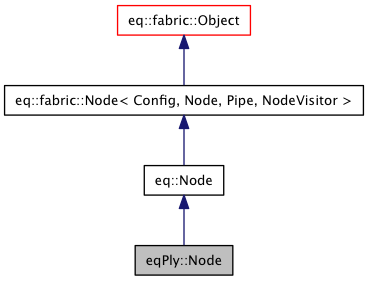 eq::fabric::Object
eq::fabric::Node< Config, Node, Pipe, NodeVisitor >
eq::Node
eqPly::Node